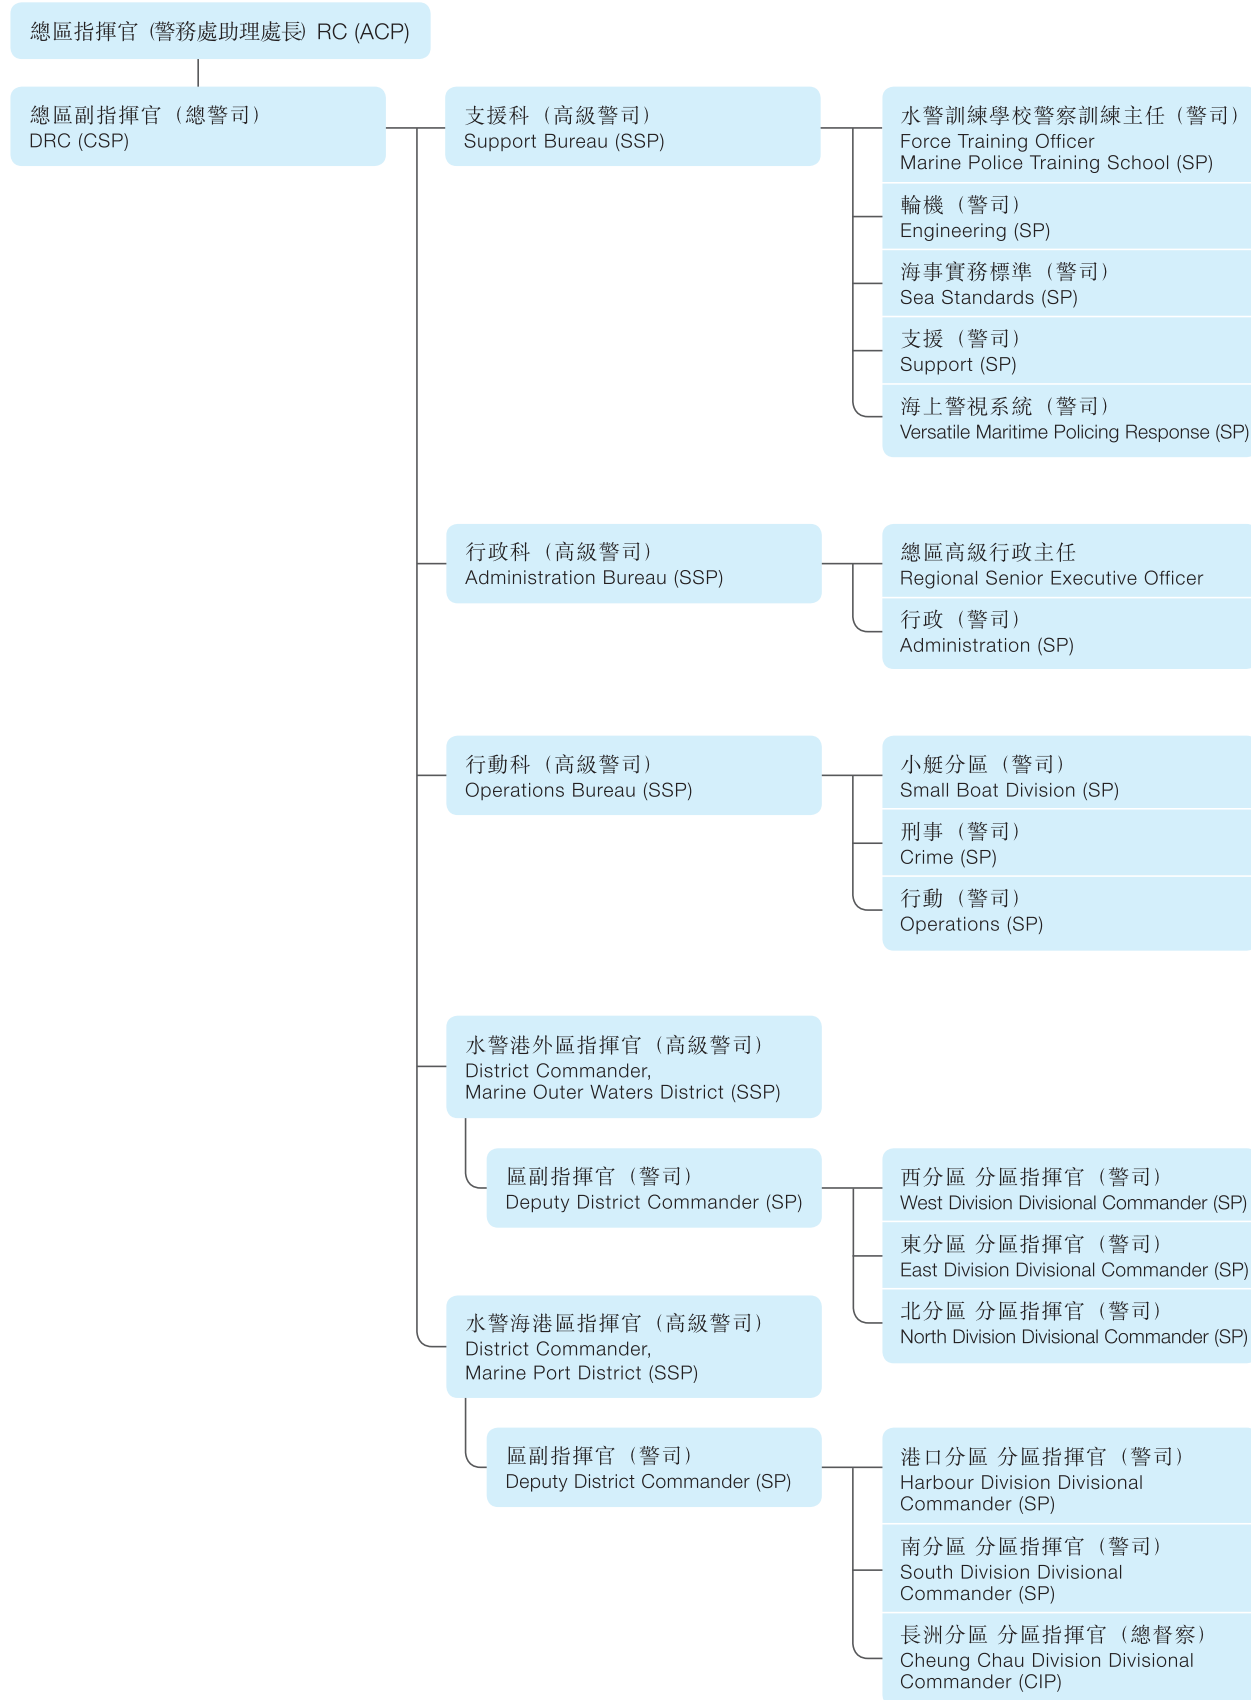 總區指揮官（警務處助理處長）RC (ACP)
總區副指揮官（總警司）
DRC (CSP)
支援科（高級警司）
Support Bureau (SSP)
水警訓練學校警察訓練主任（警司）
Force Training Officer
Marine Police Training School (SP)
輪機（警司）
Engineering (SP)
海事實務標準（警司）
Sea Standards (SP)
支援（警司）
Support (SP)
海上警視系統（警司）
Versatile Maritime Policing Response (SP)
行政科（高級警司）
Administration Bureau (SSP)
總區高級行政主任
Regional Senior Executive Officer
行政（警司）
Administration (SP)
行動科（高級警司）
Operations Bureau (SSP)
小艇分區（警司）
Small Boat Division (SP)
刑事（警司）
Crime (SP)
行動（警司）
Operations (SP)
水警港外區指揮官（高級警司）
District Commander,
Marine Outer Waters District (SSP)
區副指揮官（警司）
Deputy District Commander (SP)
西分區 分區指揮官（警司）
West Division Divisional Commander (SP)
東分區 分區指揮官（警司）
East Division Divisional Commander (SP)
北分區 分區指揮官（警司）
North Division Divisional Commander (SP)
水警海港區指揮官（高級警司）
District Commander,
Marine Port District (SSP)
區副指揮官（警司）
Deputy District Commander (SP)
港口分區 分區指揮官（警司）
Harbour Division Divisional
Commander (SP)
南分區 分區指揮官（警司）
South Division Divisional
Commander (SP)
長洲分區 分區指揮官（總督察）
Cheung Chau Division Divisional
Commander (CIP)